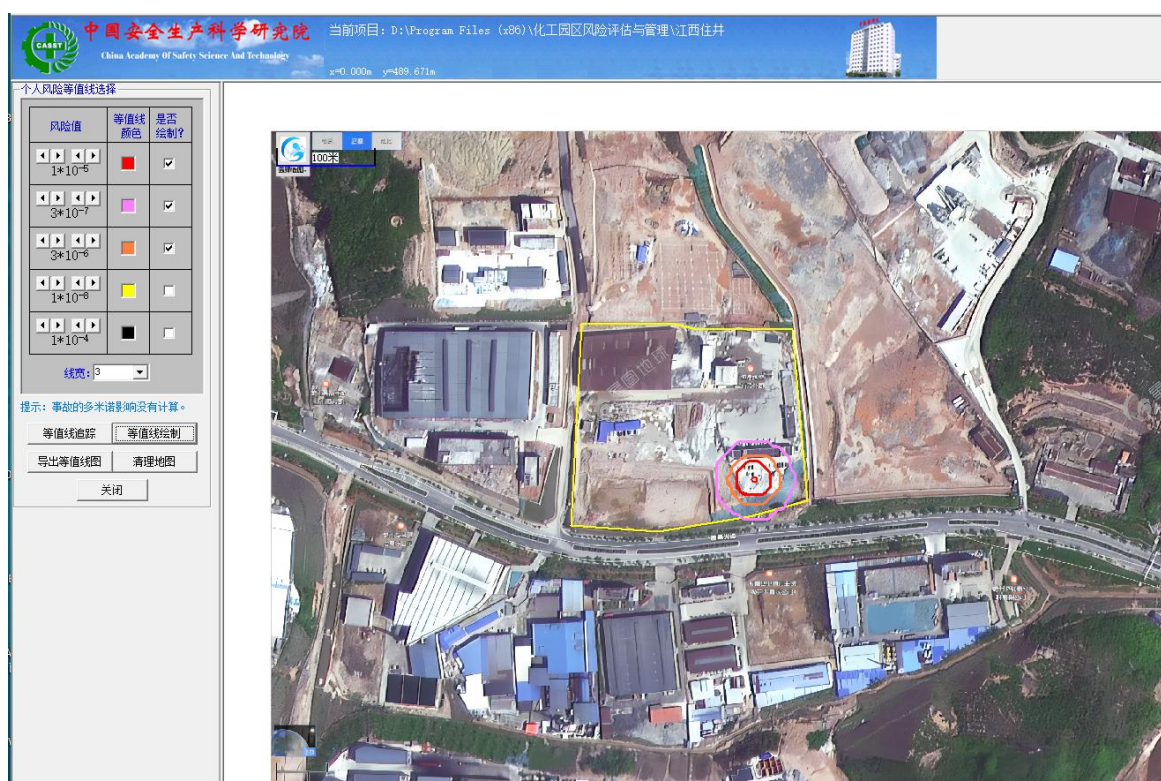 中国安全生产科学研究院
China Academy Of Safety Science And Technology
CASST
当前项目：D:\Program Files (x86)\化工园区风险评估与管理\江西住井
x=0.000m y=489.671m
个人风险等值线选择
风险值 等值线颜色 是否绘制?
1*10-5
3*10-7
3*10-6
1*10-8
1*10-4
线宽: 3
提示: 事故的多米诺影响没有计算。
等值线追踪 等值线绘制
导出等值线图 清理地图
关闭
100米